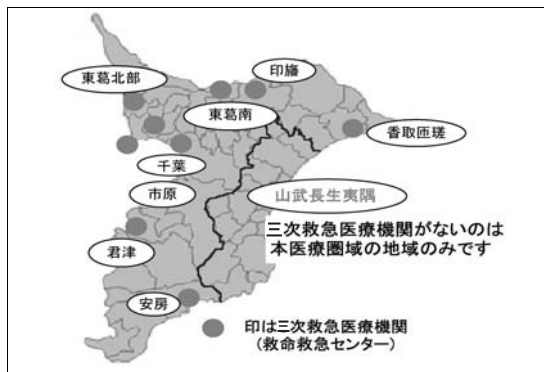 東葛北部
印旛
東葛南
香取匝瑳
千葉
市原
山武長生夷隅
三次救急医療機関がないのは
本医療圏域の地域のみです
君津
安房
印は三次救急医療機関
(救命救急センター)